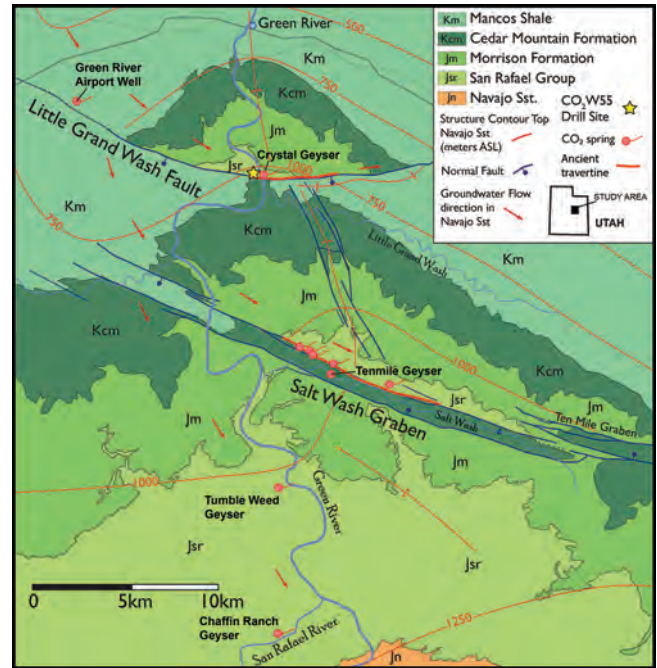 Green River
500
Km
Mancos Shale
Kcm
Cedar Mountain Formation
Jm
Morrison Formation
Jsr
San Rafael Group
Jn
Navajo Sst.
CO2W55
Drill Site
Structure Contour Top
Navajo Sst
(meters ASL)
CO2 spring
Normal Fault
Ancient
travertine
Groundwater Flow
direction in
Navajo Sst
STUDY AREA
UTAH
Green River
Airport Well
Km
750
Kcm
Jm
Little Grand Wash Fault
Jsr
Crystal Geyser
1000
750
Km
Kcm
Little Grand Wash
Km
Jm
Kcm
1000
Tenmile Geyser
Jsr
Jm
Salt Wash Graben
Salt Wash
Ten Mile Graben
Jm
Jm
1000
Tumble Weed
Geyser
Green River
Jsr
Jsr
0
5km
10km
Chaffin Ranch
Geyser
San Rafael River
1250
Jn